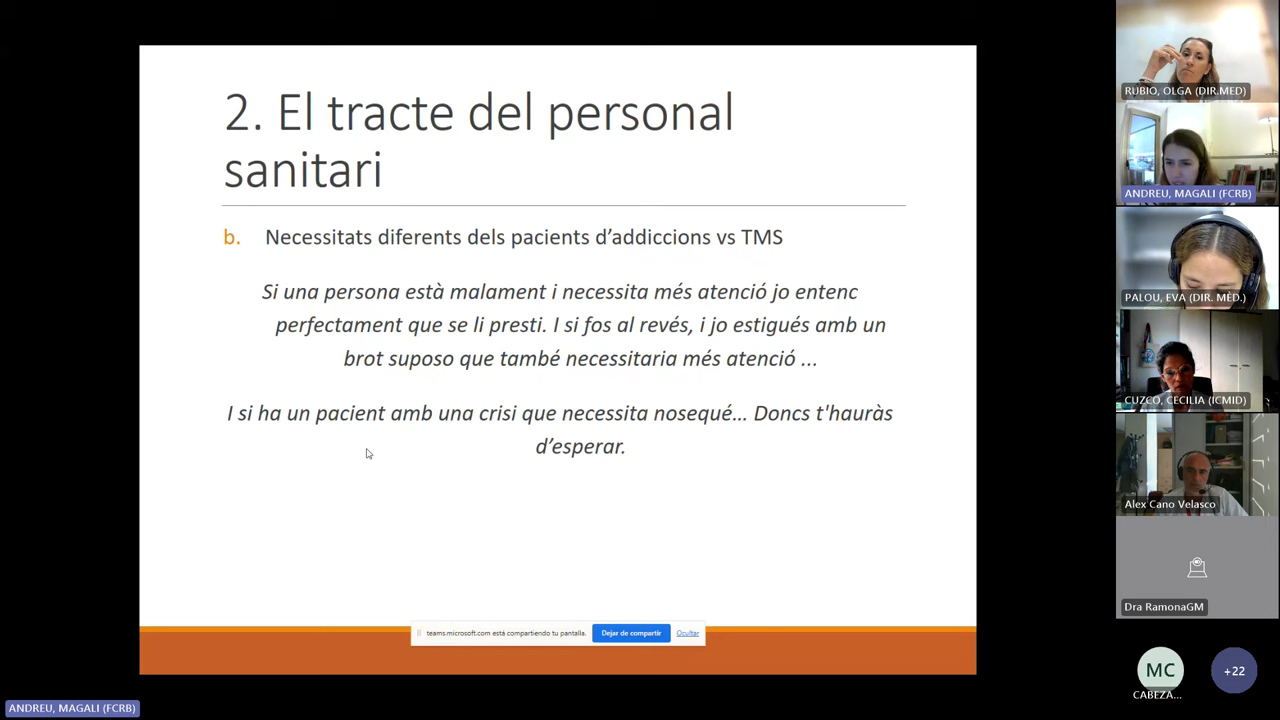 2. El tracte del personal
sanitari
b. Necessitats diferents dels pacients d’addiccions vs TMS
Si una persona està malament i necessita més atenció jo entenc
perfectament que se li presti. I si fos al revés, i jo estigués amb un
brot suposo que també necessitaria més atenció ...
I si ha un pacient amb una crisi que necessita nosequé... Doncs t'hauràs
d’esperar.
teams.microsoft.com está compartiendo tu pantalla.
Dejar de compartir
Ocultar
RUBIO, OLGA (DIR.MED)
ANDREU, MAGALI (FCRB)
PALOU, EVA (DIR. MÈD.)
CUZCO, CECILIA (ICMID)
Alex Cano Velasco
Dra RamonaGM
MC
CABEZA...
+22
ANDREU, MAGALI (FCRB)